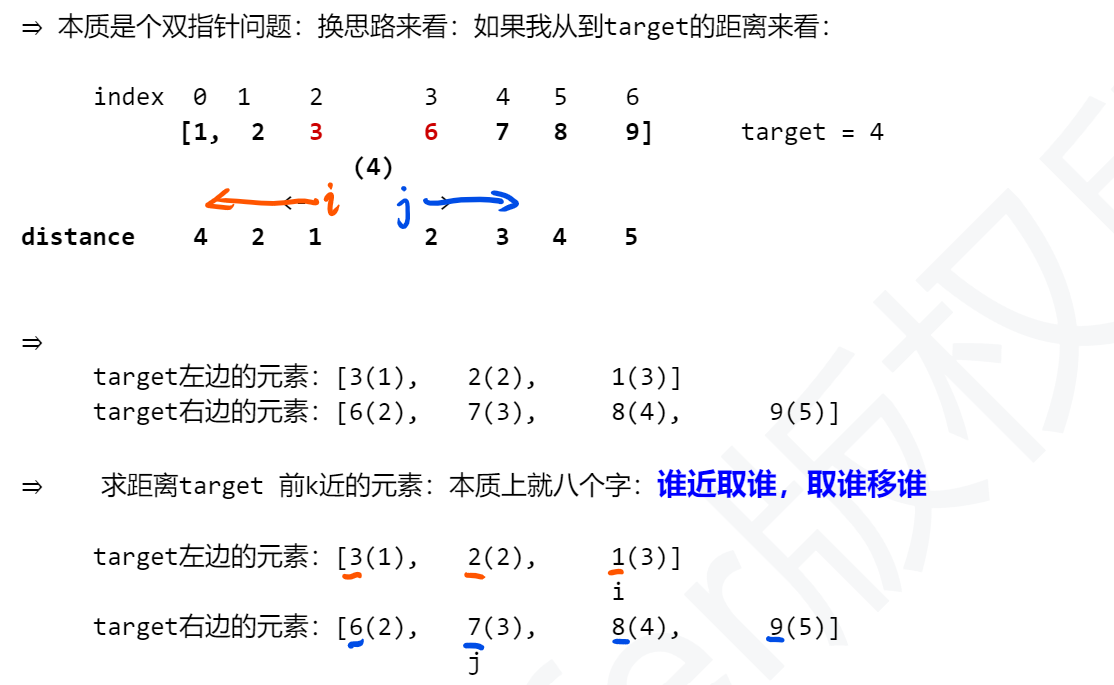 ⇒ 本质是个双指针问题：换思路来看：如果我从到target的距离来看：
index 0 1 2 3 4 5 6
[1, 2 3 6 7 8 9] target = 4
(4)
i j
distance 4 2 1 2 3 4 5
⇒
target左边的元素：[3(1), 2(2), 1(3)]
target右边的元素：[6(2), 7(3), 8(4), 9(5)]
⇒ 求距离target 前k近的元素：本质上就八个字：谁近取谁，取谁移谁
target左边的元素：[3(1), 2(2), 1(3)]
i
target右边的元素：[6(2), 7(3), 8(4), 9(5)]
j